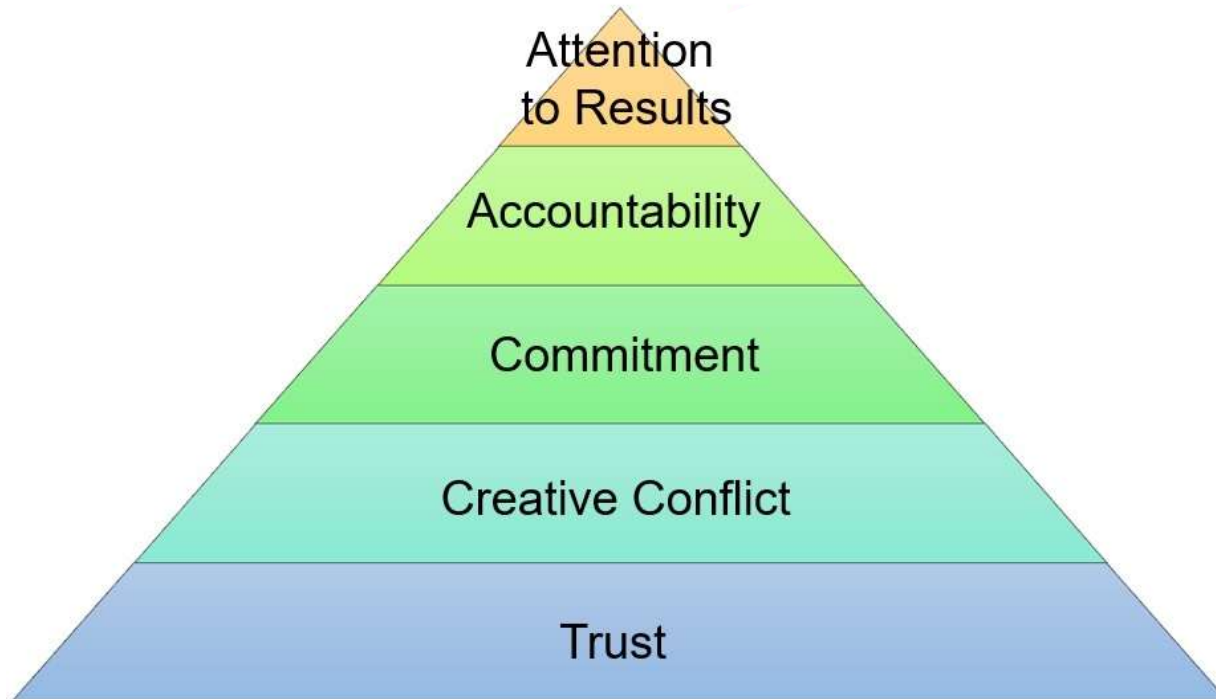 Attention
to Results
Accountability
Commitment
Creative Conflict
Trust